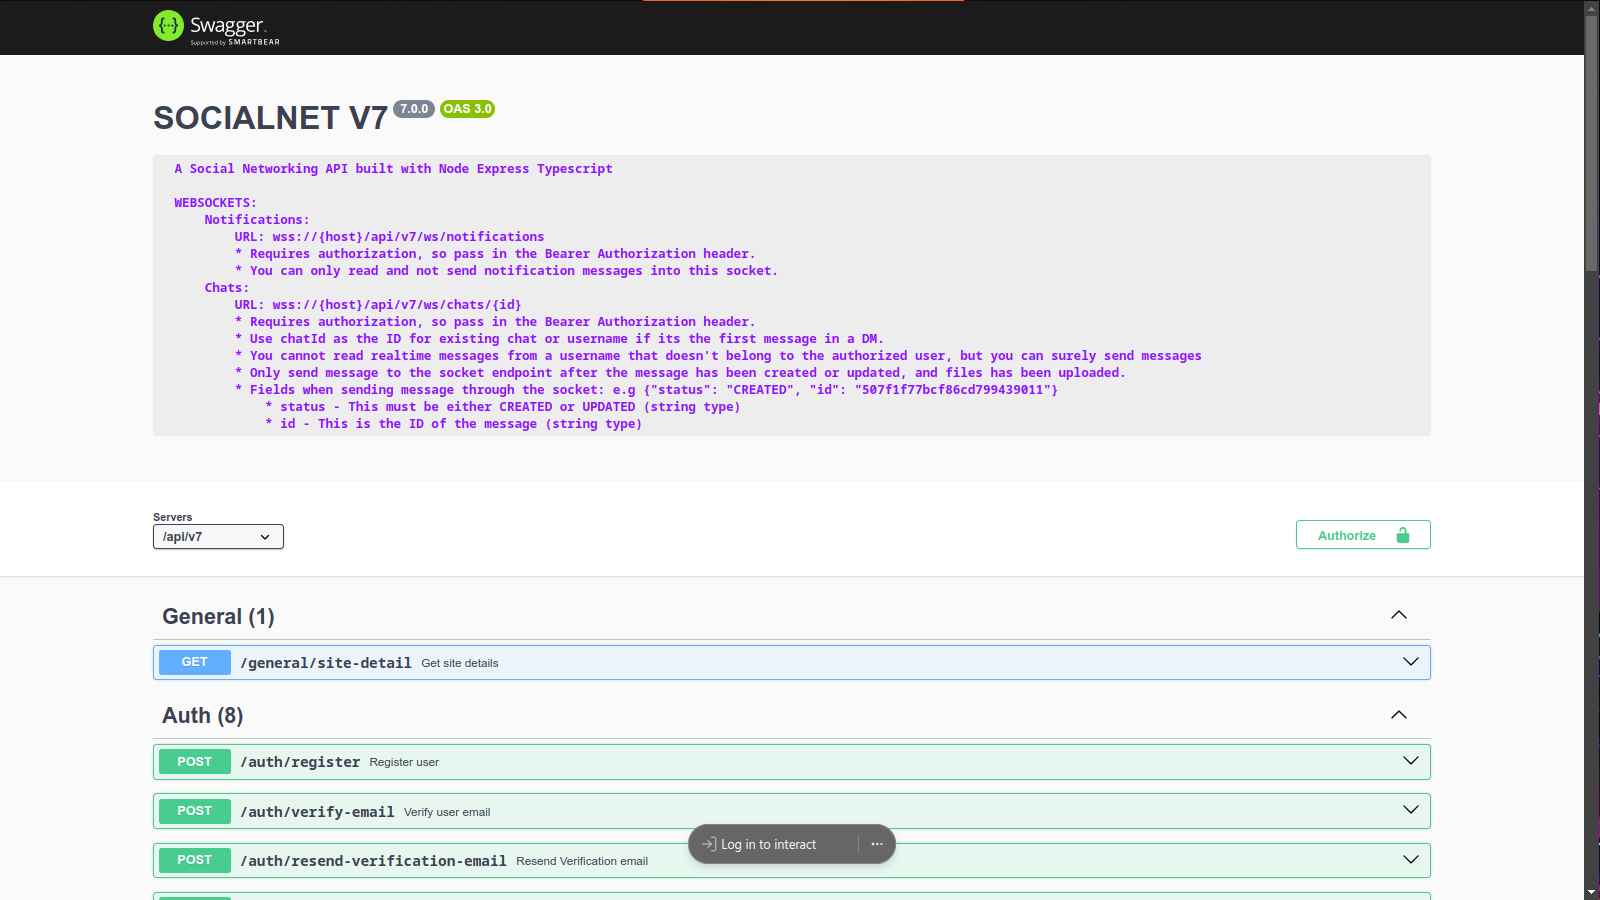 Swagger
Supported by SMARTBEAR
SOCIALNET V7 7.0.0 OAS 3.0
A Social Networking API built with Node Express Typescript
WEBSOCKETS:
Notifications:
URL: wss://{host}/api/v7/ws/notifications
* Requires authorization, so pass in the Bearer Authorization header.
* You can only read and not send notification messages into this socket.
Chats:
URL: wss://{host}/api/v7/ws/chats/{id}
* Requires authorization, so pass in the Bearer Authorization header.
* Use chatId as the ID for existing chat or username if its the first message in a DM.
* You cannot read realtime messages from a username that doesn't belong to the authorized user, but you can surely send messages
* Only send message to the socket endpoint after the message has been created or updated, and files has been uploaded.
* Fields when sending message through the socket: e.g {"status": "CREATED", "id": "507f1f77bcf86cd799439011"}
* status - This must be either CREATED or UPDATED (string type)
* id - This is the ID of the message (string type)
Servers
/api/v7
Authorize
General (1)
GET /general/site-detail Get site details
Auth (8)
POST /auth/register Register user
POST /auth/verify-email Verify user email
POST /auth/resend-verification-email Resend Verification email
Log in to interact